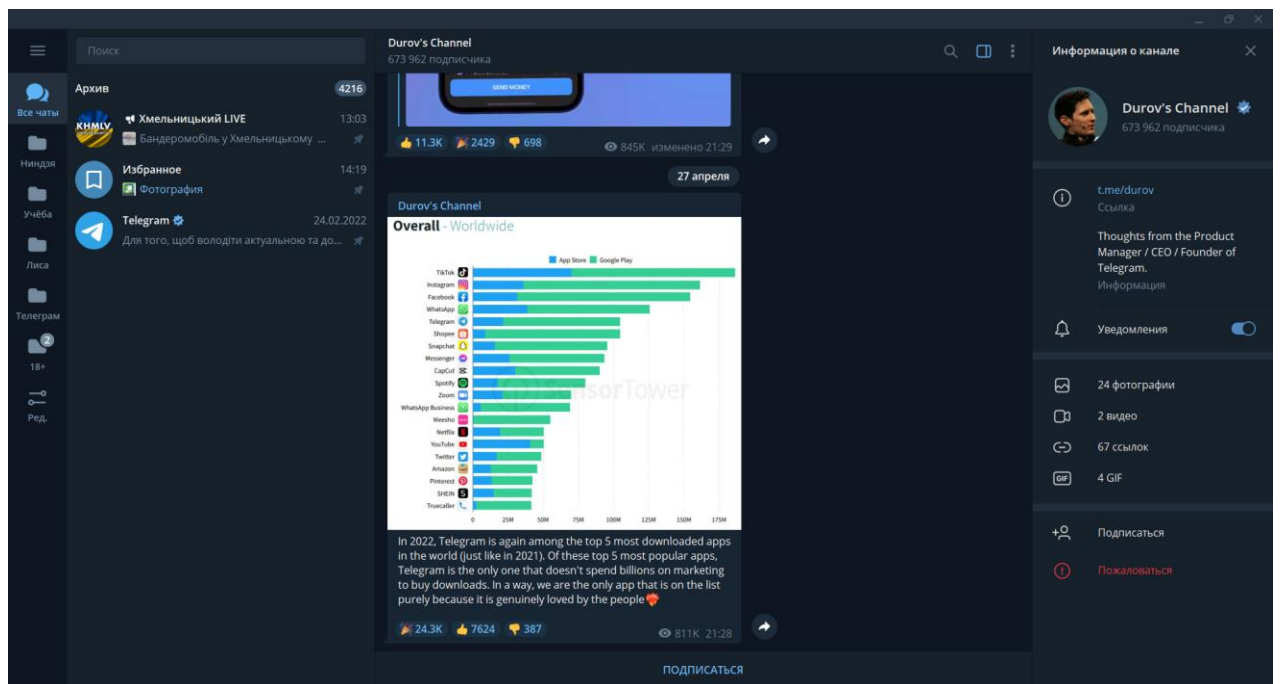 Поиск
Архив
4216
Все чаты
Ниндзя
Учёба
Лиса
Телеграм
2
18+
Ред.
KHMLV
Хмельницький LIVE
13:03
Бандеромобіль у Хмельницькому ...
Избранное
14:19
Фотография
Telegram
24.02.2022
Для того, щоб володіти актуальною та до...
Durov's Channel
673 962 подписчика
SEND MONEY
11.3K 2429 698
845K изменено 21:29
27 апреля
Durov's Channel
Overall - Worldwide
App Store Google Play
TikTok
Instagram
Facebook
WhatsApp
Telegram
Shopee
Snapchat
Messenger
CapCut
Spotify
Zoom
WhatsApp Business
Meesho
Netflix
YouTube
Twitter
Amazon
Pinterest
SHEIN
Truecaller
SensorTower
0 25M 50M 75M 100M 125M 150M 175M
In 2022, Telegram is again among the top 5 most downloaded apps
in the world (just like in 2021). Of these top 5 most popular apps,
Telegram is the only one that doesn't spend billions on marketing
to buy downloads. In a way, we are the only app that is on the list
purely because it is genuinely loved by the people
24.3K 7624 387
811K 21:28
ПОДПИСАТЬСЯ
Информация о канале
Durov's Channel
673 962 подписчика
t.me/durov
Ссылка
Thoughts from the Product
Manager / CEO / Founder of
Telegram.
Информация
Уведомления
24 фотографии
2 видео
67 ссылок
GIF
4 GIF
Подписаться
Пожаловаться